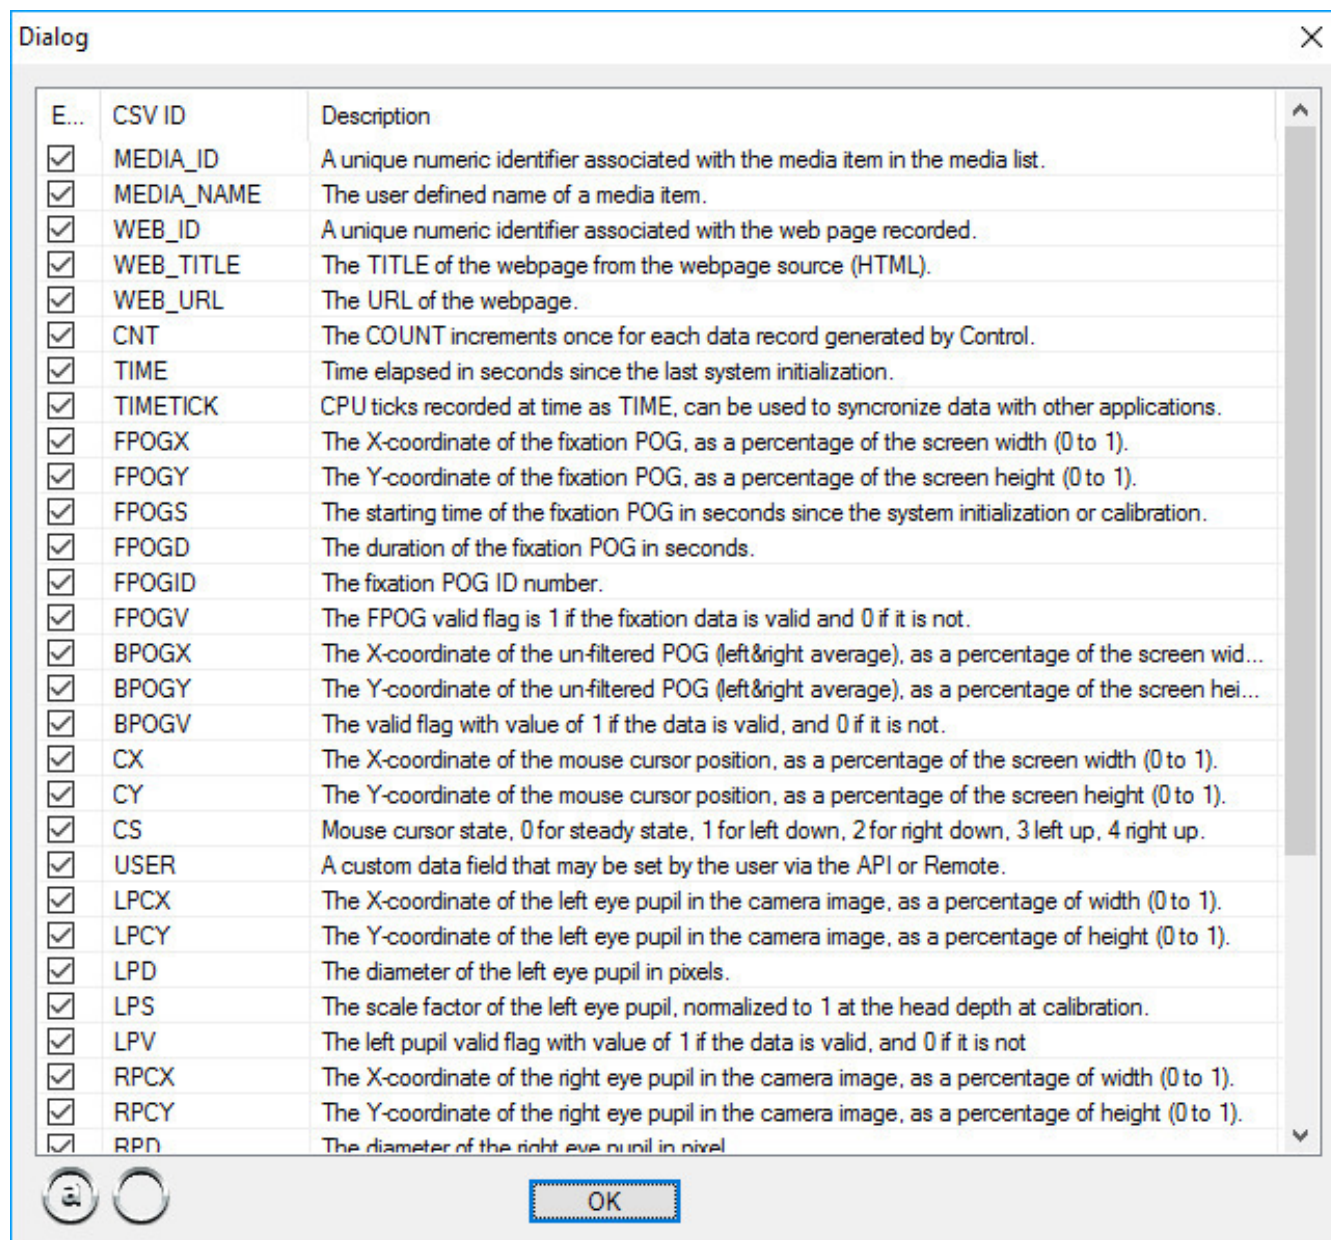 Dialog
E... CSV ID Description
MEDIA_ID A unique numeric identifier associated with the media item in the media list.
MEDIA_NAME The user defined name of a media item.
WEB_ID A unique numeric identifier associated with the web page recorded.
WEB_TITLE The TITLE of the webpage from the webpage source (HTML).
WEB_URL The URL of the webpage.
CNT The COUNT increments once for each data record generated by Control.
TIME Time elapsed in seconds since the last system initialization.
TIMETICK CPU ticks recorded at time as TIME, can be used to syncronize data with other applications.
FPOGX The X-coordinate of the fixation POG, as a percentage of the screen width (0 to 1).
FPOGY The Y-coordinate of the fixation POG, as a percentage of the screen height (0 to 1).
FPOGS The starting time of the fixation POG in seconds since the system initialization or calibration.
FPOGD The duration of the fixation POG in seconds.
FPOGID The fixation POG ID number.
FPOGV The FPOG valid flag is 1 if the fixation data is valid and 0 if it is not.
BPOGX The X-coordinate of the un-filtered POG (left&right average), as a percentage of the screen wid...
BPOGY The Y-coordinate of the un-filtered POG (left&right average), as a percentage of the screen hei...
BPOGV The valid flag with value of 1 if the data is valid, and 0 if it is not.
CX The X-coordinate of the mouse cursor position, as a percentage of the screen width (0 to 1).
CY The Y-coordinate of the mouse cursor position, as a percentage of the screen height (0 to 1).
CS Mouse cursor state, 0 for steady state, 1 for left down, 2 for right down, 3 left up, 4 right up.
USER A custom data field that may be set by the user via the API or Remote.
LPCX The X-coordinate of the left eye pupil in the camera image, as a percentage of width (0 to 1).
LPCY The Y-coordinate of the left eye pupil in the camera image, as a percentage of height (0 to 1).
LPD The diameter of the left eye pupil in pixels.
LPS The scale factor of the left eye pupil, normalized to 1 at the head depth at calibration.
LPV The left pupil valid flag with value of 1 if the data is valid, and 0 if it is not
RPCX The X-coordinate of the right eye pupil in the camera image, as a percentage of width (0 to 1).
RPCY The Y-coordinate of the right eye pupil in the camera image, as a percentage of height (0 to 1).
RPD The diameter of the right eye pupil in pixel
a
OK